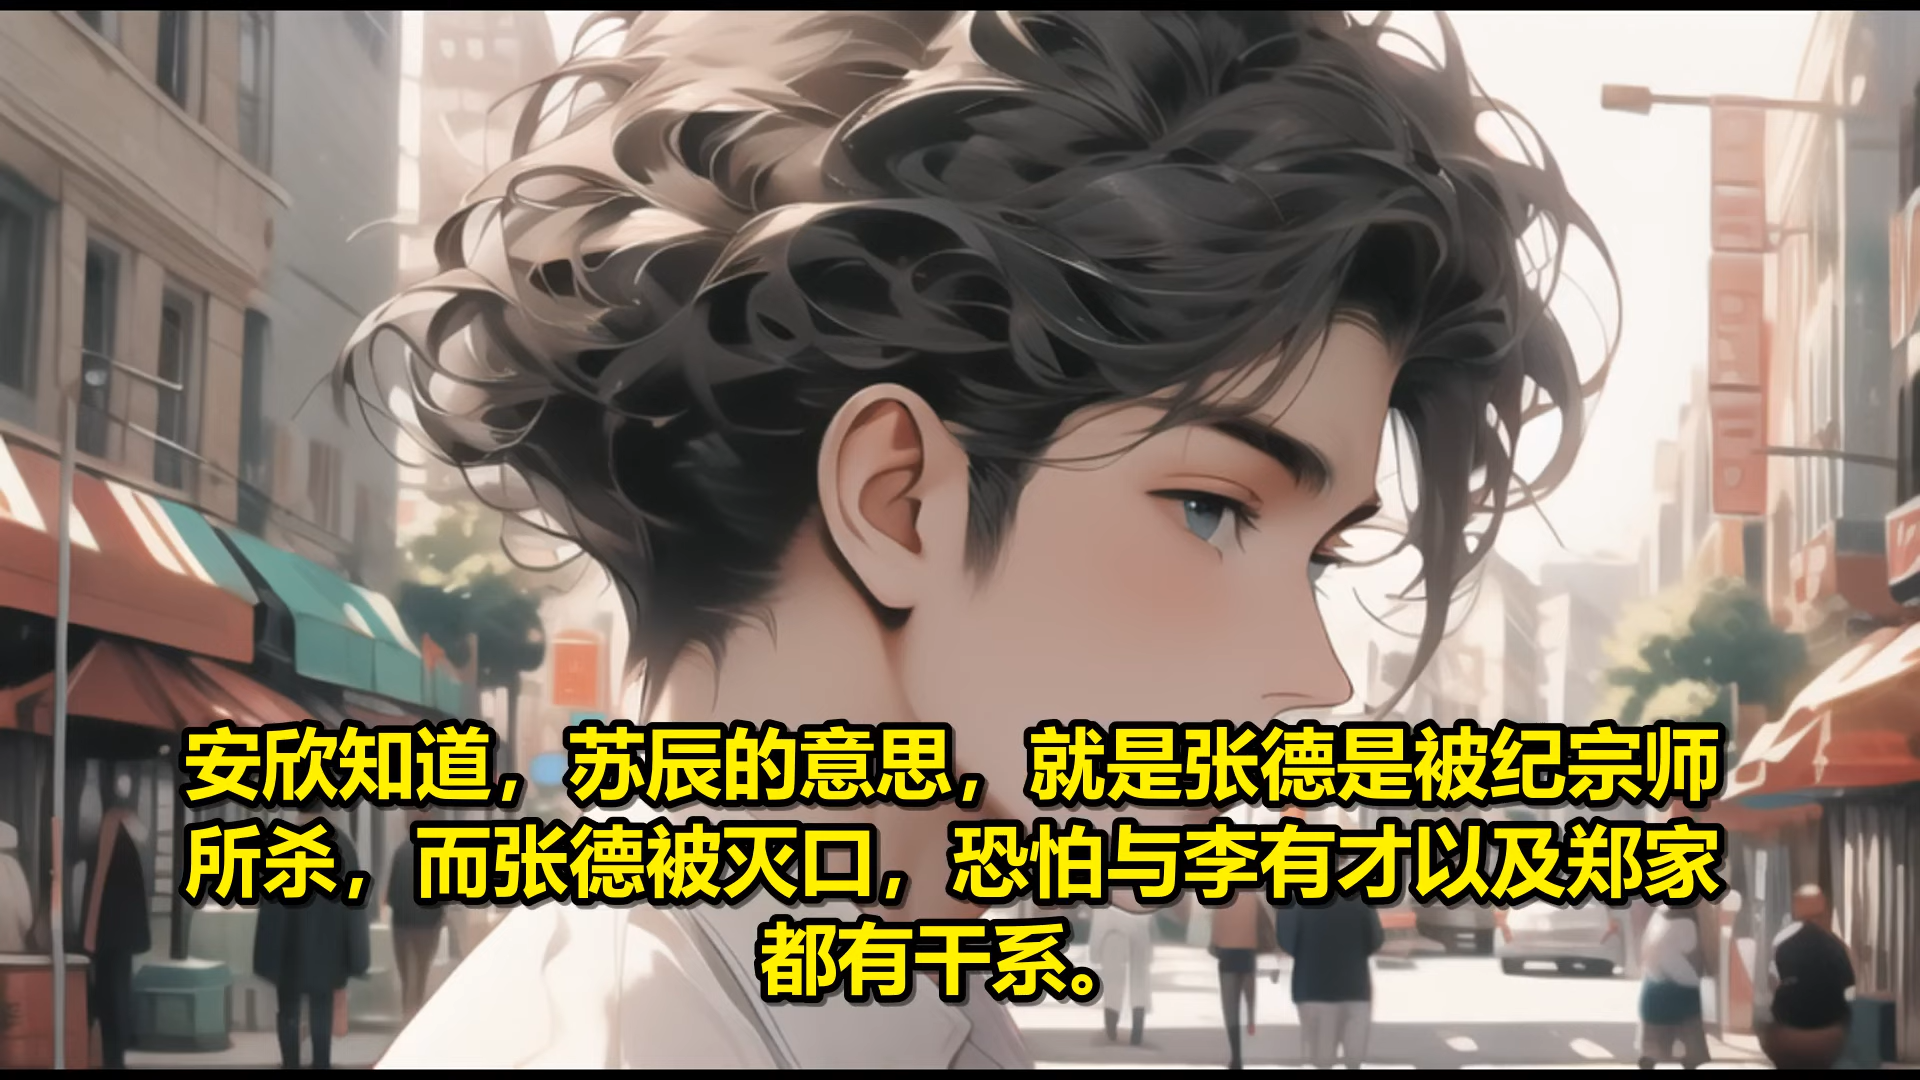 安欣知道，苏辰的意思，就是张德是被纪宗师
所杀，而张德被灭口，恐怕与李有才以及郑家
都有干系。